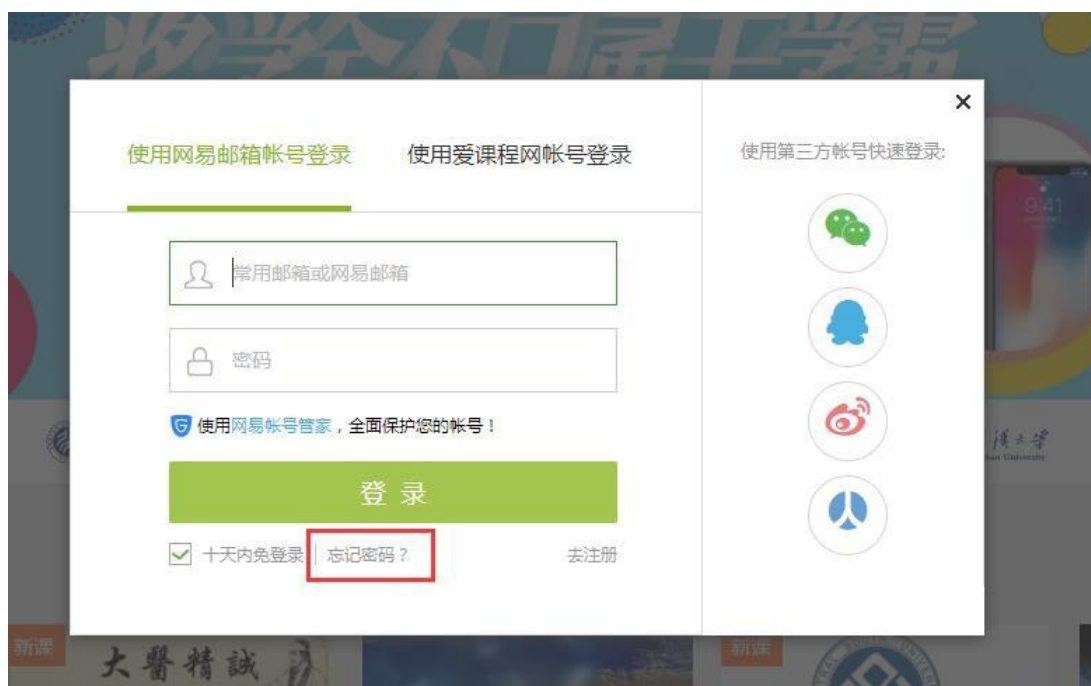 使用网易邮箱帐号登录 使用爱课程网帐号登录
使用第三方帐号快速登录:
常用邮箱或网易邮箱
密码
使用网易帐号管家，全面保护您的帐号！
登 录
十天内免登录 忘记密码？ 去注册
9:41
新课
大醫精誠
新课